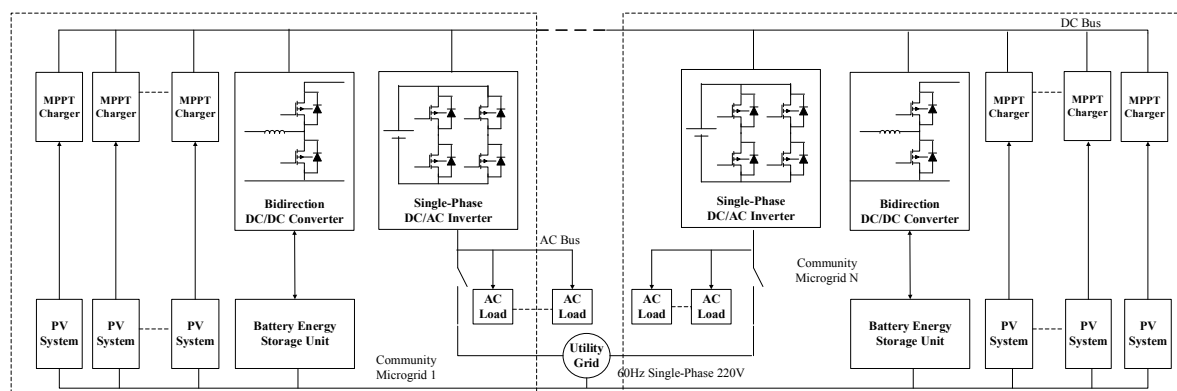 DC Bus
MPPT
Charger
MPPT
Charger
MPPT
Charger
Bidirection
DC/DC Converter
Single-Phase
DC/AC Inverter
Single-Phase
DC/AC Inverter
Bidirection
DC/DC Converter
MPPT
Charger
MPPT
Charger
MPPT
Charger
AC Bus
AC
Load
AC
Load
AC
Load
AC
Load
Community
Microgrid N
PV
System
PV
System
PV
System
Battery Energy
Storage Unit
Community
Microgrid 1
Utility
Grid
60Hz Single-Phase 220V
Battery Energy
Storage Unit
PV
System
PV
System
PV
System